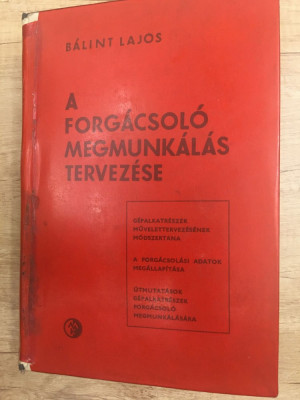 BÁLINT LAJOS
A
FORGÁCSOLÓ
MEGMUNKÁLÁS
TERVEZÉSE
GÉPALKATRÉSZEK
MŰVELETTERVEZÉSÉNEK
MÓDSZERTANA
A FORGÁCSOLÁSI ADATOK
MEGÁLLAPÍTÁSA
ÚTMUTATÁSOK
GÉPALKATRÉSZEK
FORGÁCSOLÓ
MEGMUNKÁLÁSÁRA